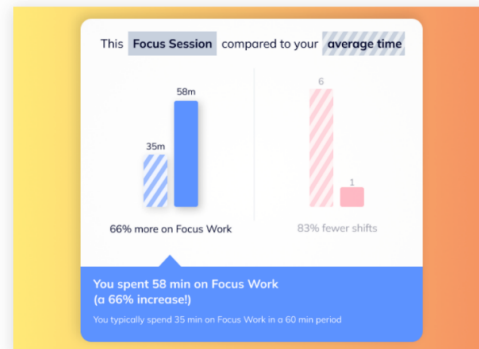 This Focus Session compared to your average time
58m
35m
6
1
66% more on Focus Work
83% fewer shifts
You spent 58 min on Focus Work
(a 66% increase!)
You typically spend 35 min on Focus Work in a 60 min period